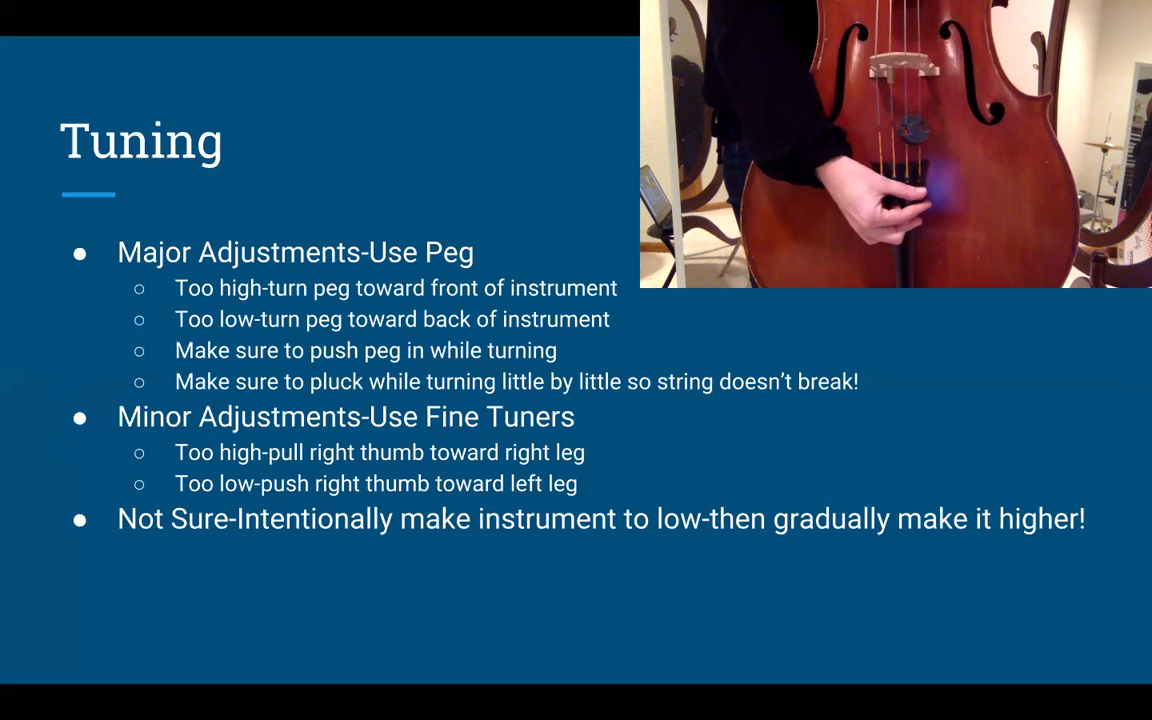 Tuning
● Major Adjustments-Use Peg
○ Too high-turn peg toward front of instrument
○ Too low-turn peg toward back of instrument
○ Make sure to push peg in while turning
○ Make sure to pluck while turning little by little so string doesn’t break!
● Minor Adjustments-Use Fine Tuners
○ Too high-pull right thumb toward right leg
○ Too low-push right thumb toward left leg
● Not Sure-Intentionally make instrument to low-then gradually make it higher!